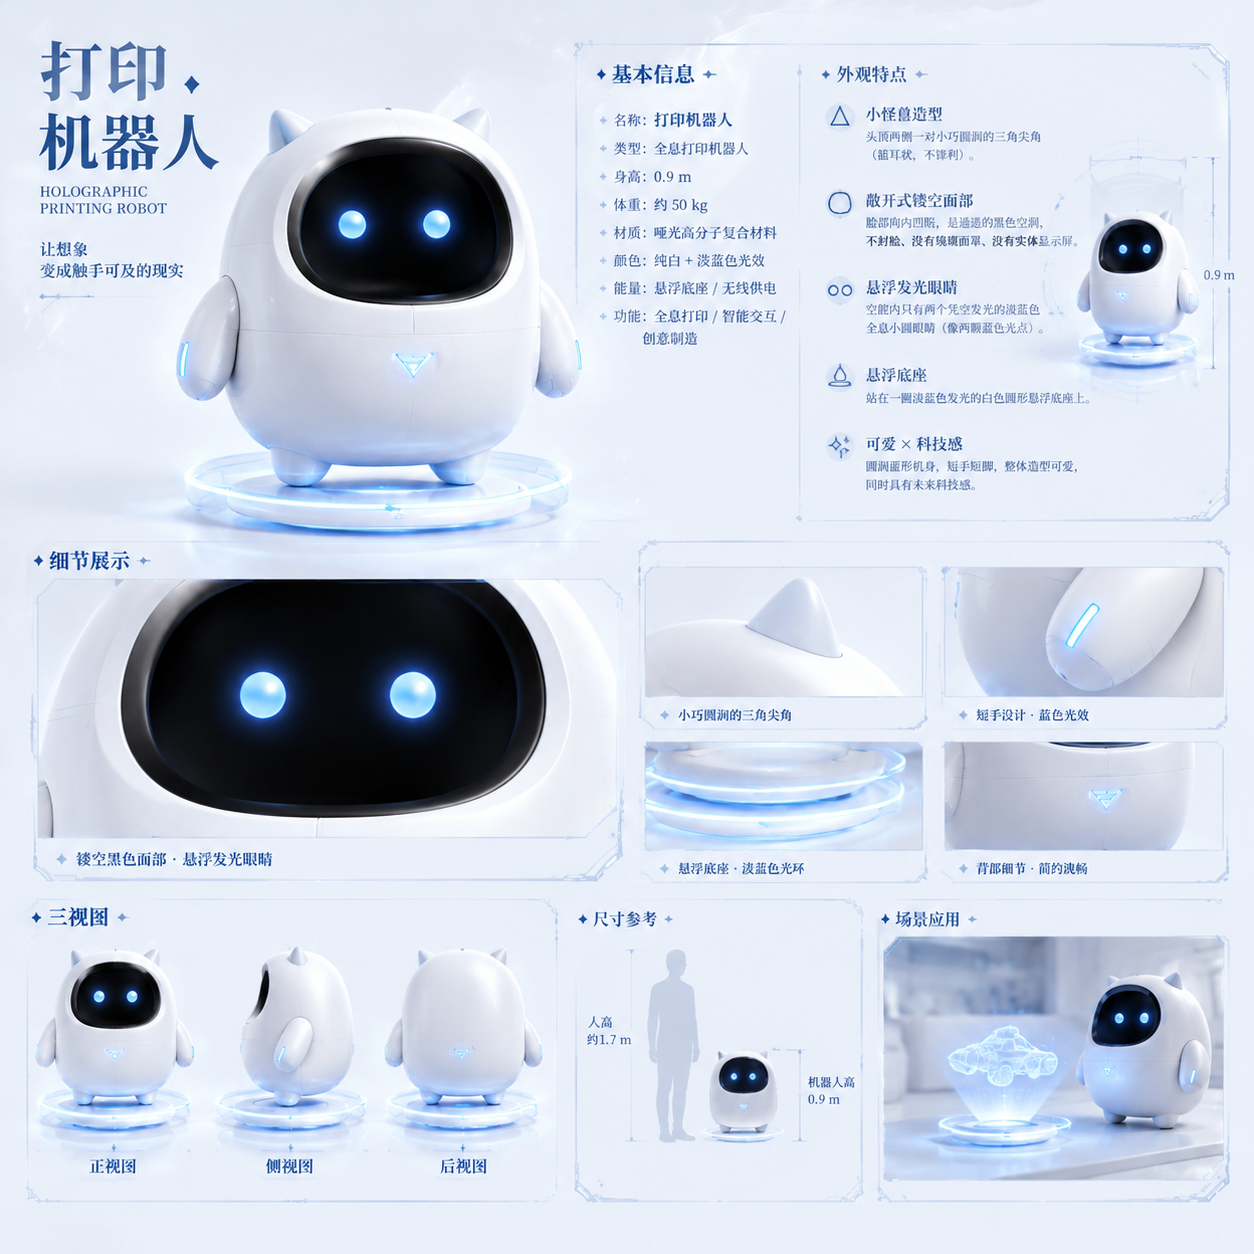 打印
机器人
HOLOGRAPHIC
PRINTING ROBOT
让想象
变成触手可及的现实
基本信息
名称：打印机器人
类型：全息打印机器人
身高：0.9 m
体重：约 50 kg
材质：哑光高分子复合材料
颜色：纯白 + 淡蓝色光效
能量：悬浮底座 / 无线供电
功能：全息打印 / 智能交互 /
创意制造
外观特点
小怪兽造型
头顶两侧一对小巧圆润的三角尖角
耳状，不锋利）。
敞开式镂空面部
脸部向内凹陷，是通透的黑色空洞，
不封脸、没有玻璃面罩、没有实体显示屏。
悬浮发光眼睛
空腔内只有两个凭空发光的淡蓝色
全息小圆眼睛（像两颗蓝色光点）。
悬浮底座
站在一圈淡蓝色发光的白色圆形悬浮底座上。
可爱 × 科技感
圆润蛋形机身，短手短脚，整体造型可爱，
同时具有未来科技感。
0.9 m
细节展示
镂空黑色面部 · 悬浮发光眼睛
小巧圆润的三角尖角
短手设计 · 蓝色光效
悬浮底座 · 淡蓝色光环
背部细节 · 简约流畅
三视图
正视图
侧视图
后视图
尺寸参考
人高
约1.7 m
机器人高
0.9 m
场景应用